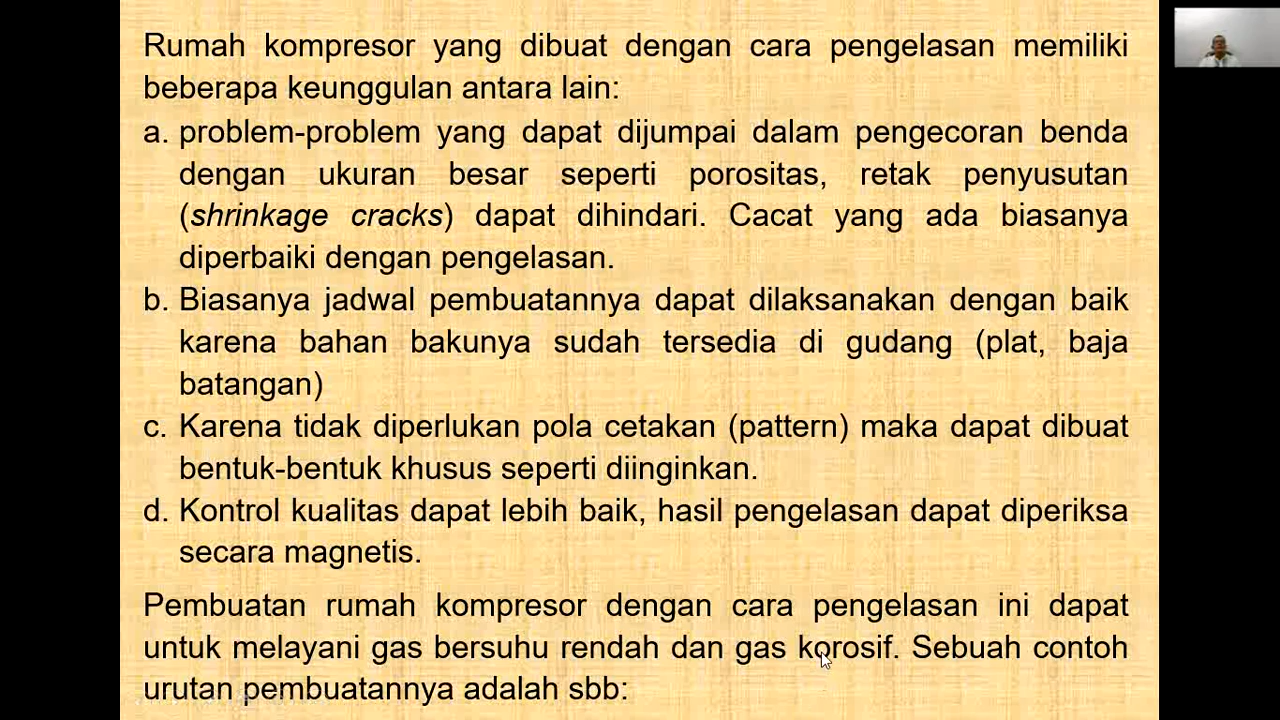 Rumah kompresor yang dibuat dengan cara pengelasan memiliki
beberapa keunggulan antara lain:
a. problem-problem yang dapat dijumpai dalam pengecoran benda
dengan ukuran besar seperti porositas, retak penyusutan
(shrinkage cracks) dapat dihindari. Cacat yang ada biasanya
diperbaiki dengan pengelasan.
b. Biasanya jadwal pembuatannya dapat dilaksanakan dengan baik
karena bahan bakunya sudah tersedia di gudang (plat, baja
batangan)
c. Karena tidak diperlukan pola cetakan (pattern) maka dapat dibuat
bentuk-bentuk khusus seperti diinginkan.
d. Kontrol kualitas dapat lebih baik, hasil pengelasan dapat diperiksa
secara magnetis.
Pembuatan rumah kompresor dengan cara pengelasan ini dapat
untuk melayani gas bersuhu rendah dan gas korosif. Sebuah contoh
urutan pembuatannya adalah sbb: